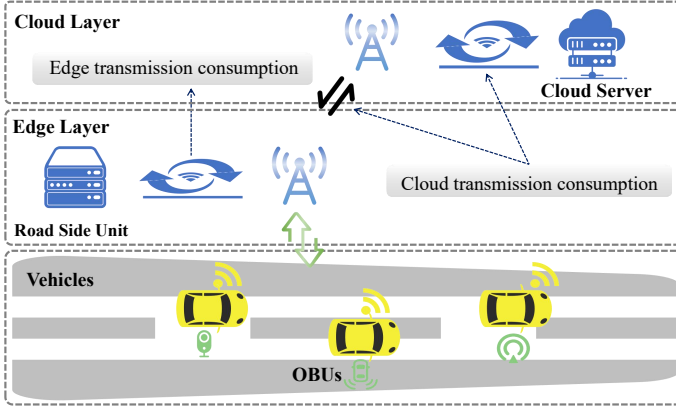 Cloud Layer
Edge transmission consumption
Cloud Server
Edge Layer
Cloud transmission consumption
Road Side Unit
Vehicles
OBUs